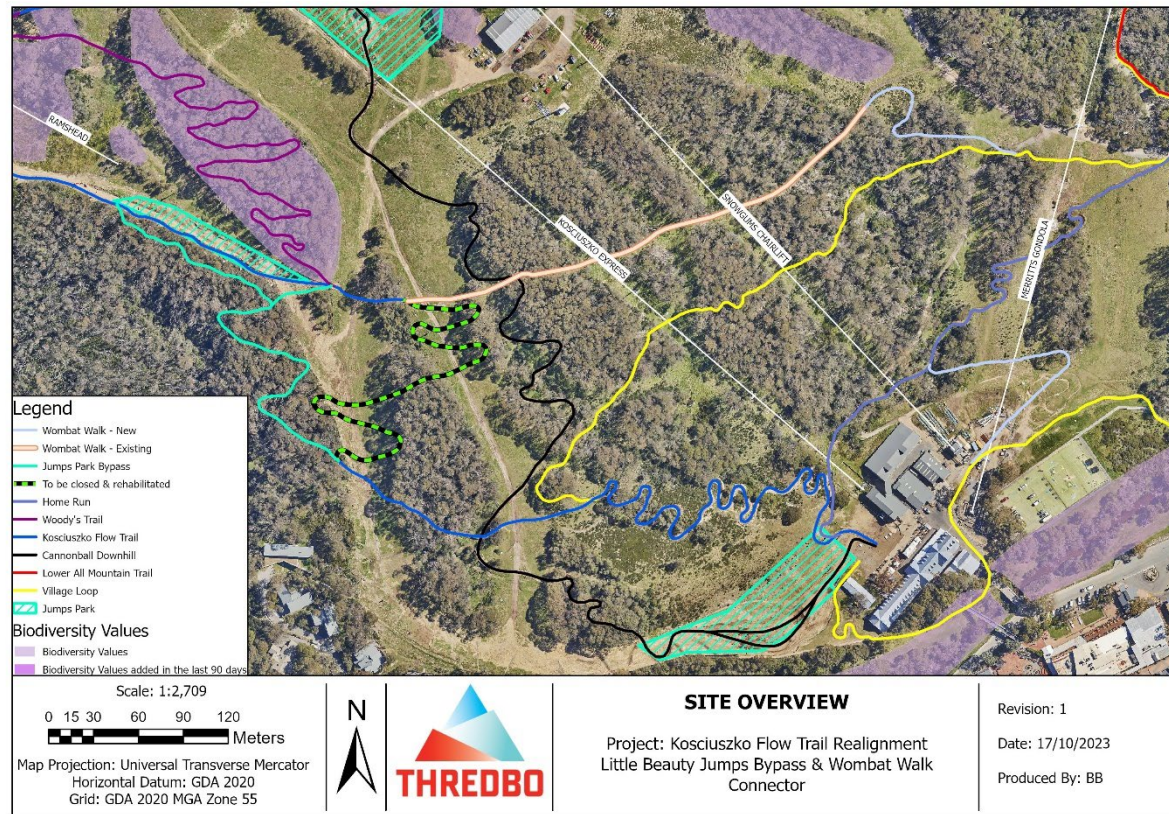 RAMSHEAD
KOSCIUSZKO EXPRESS
SNOWGUMS CHAIRLIFT
MERRITTS GONDOLA
Legend
Wombat Walk - New
Wombat Walk - Existing
Jumps Park Bypass
To be closed & rehabilitated
Home Run
Woody's Trail
Kosciuszko Flow Trail
Cannonball Downhill
Lower All Mountain Trail
Village Loop
Jumps Park
Biodiversity Values
Biodiversity Values
Biodiversity Values added in the last 90 days
Scale: 1:2,709
0 15 30 60 90 120
Meters
Map Projection: Universal Transverse Mercator
Horizontal Datum: GDA 2020
Grid: GDA 2020 MGA Zone 55
N
THREDBO
SITE OVERVIEW
Project: Kosciuszko Flow Trail Realignment
Little Beauty Jumps Bypass & Wombat Walk
Connector
Revision: 1
Date: 17/10/2023
Produced By: BB